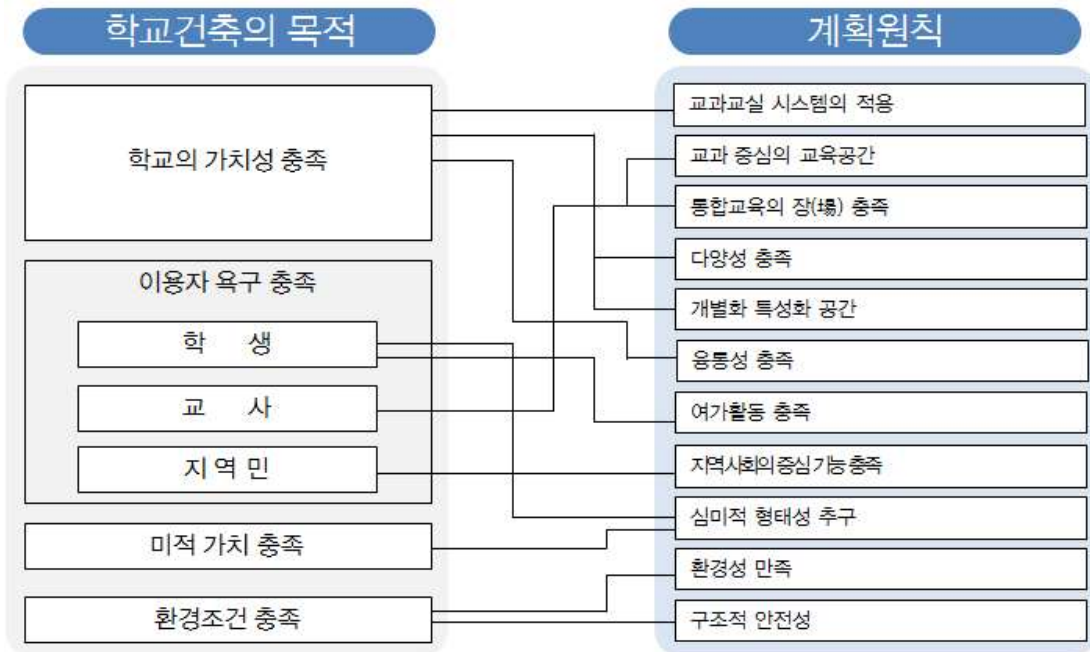 학교건축의 목적
계획원칙
학교의 가치성 충족
이용자 욕구 충족
학 생
교 사
지 역 민
미적 가치 충족
환경조건 충족
교과교실 시스템의 적용
교과 중심의 교육공간
통합교육의 장(場) 충족
다양성 충족
개별화 특성화 공간
융통성 충족
여가활동 충족
지역사회의 중심 기능 충족
심미적 형태성 추구
환경성 만족
구조적 안전성